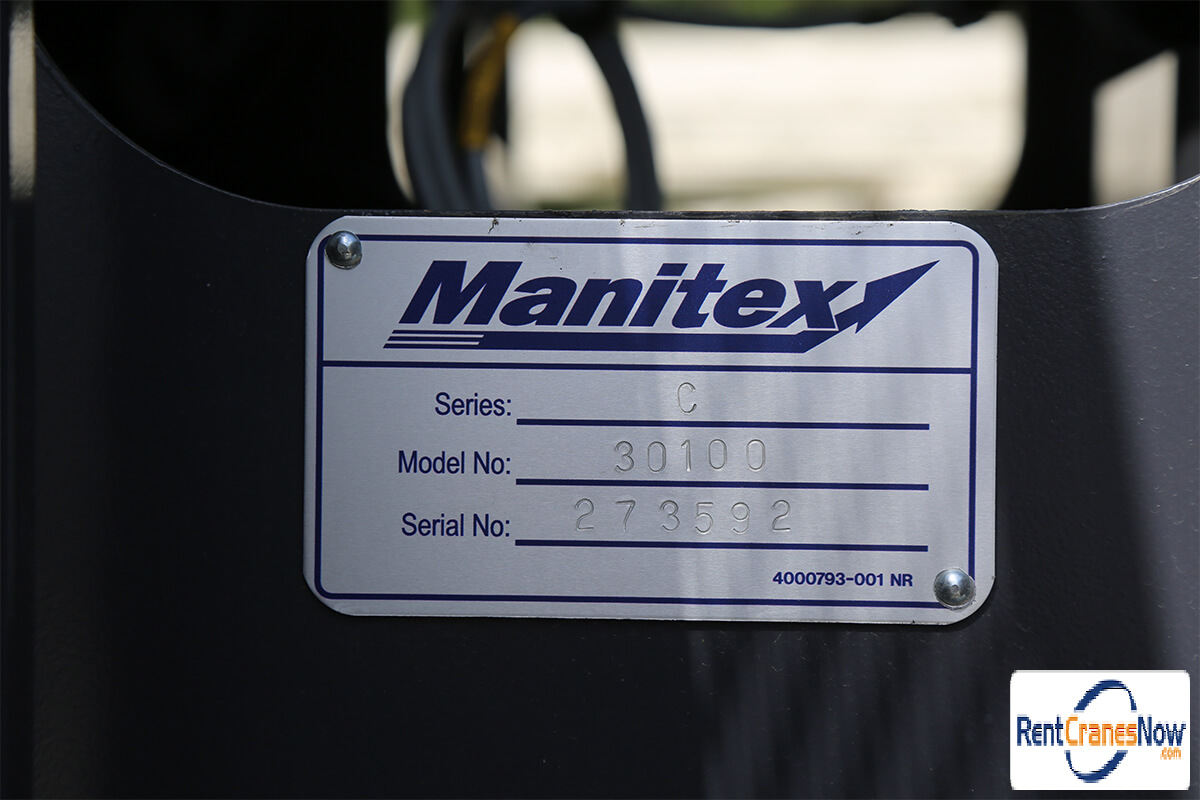 Manitex
Series: C
Model No: 30100
Serial No: 273592
4000793-001 NR
RentCranesNow
.com